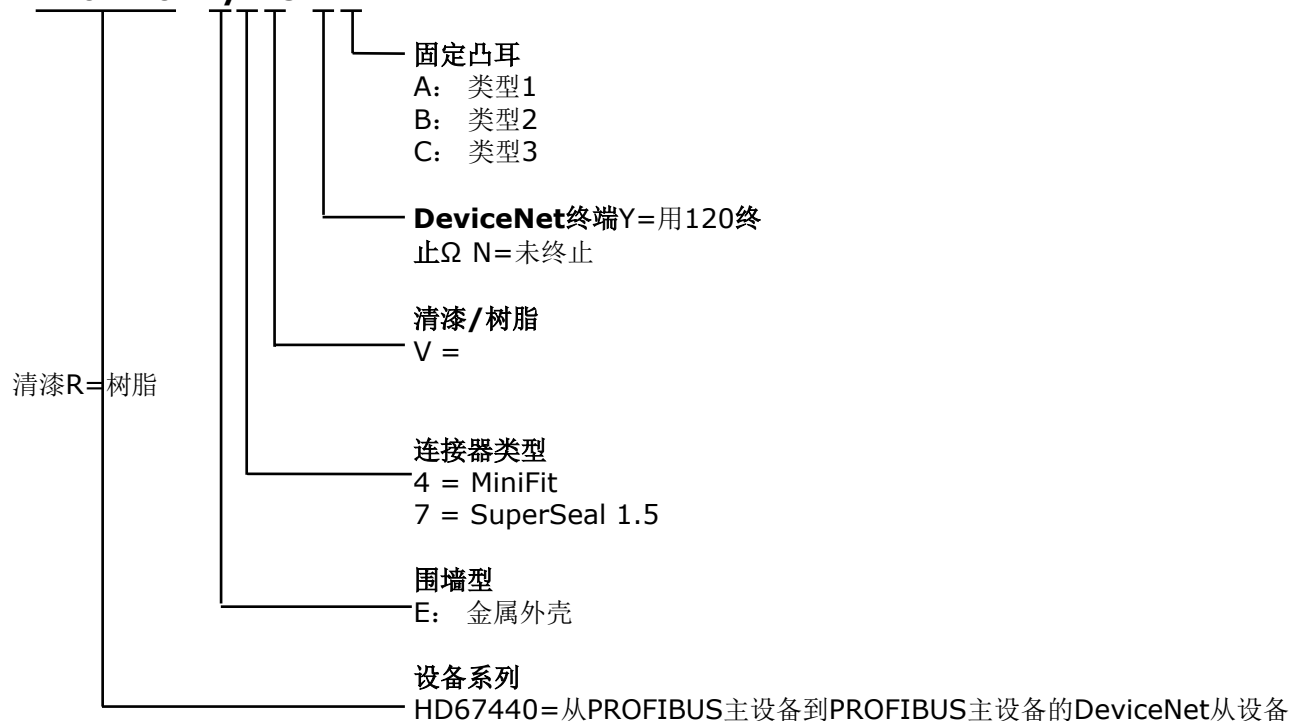 固定凸耳
A： 类型1
B： 类型2
C： 类型3
DeviceNet终端Y=用120终
止Ω N=未终止
清漆/树脂
V =
清漆R=树脂
连接器类型
4 = MiniFit
7 = SuperSeal 1.5
围墙型
E： 金属外壳
设备系列
HD67440=从PROFIBUS主设备到PROFIBUS主设备的DeviceNet从设备